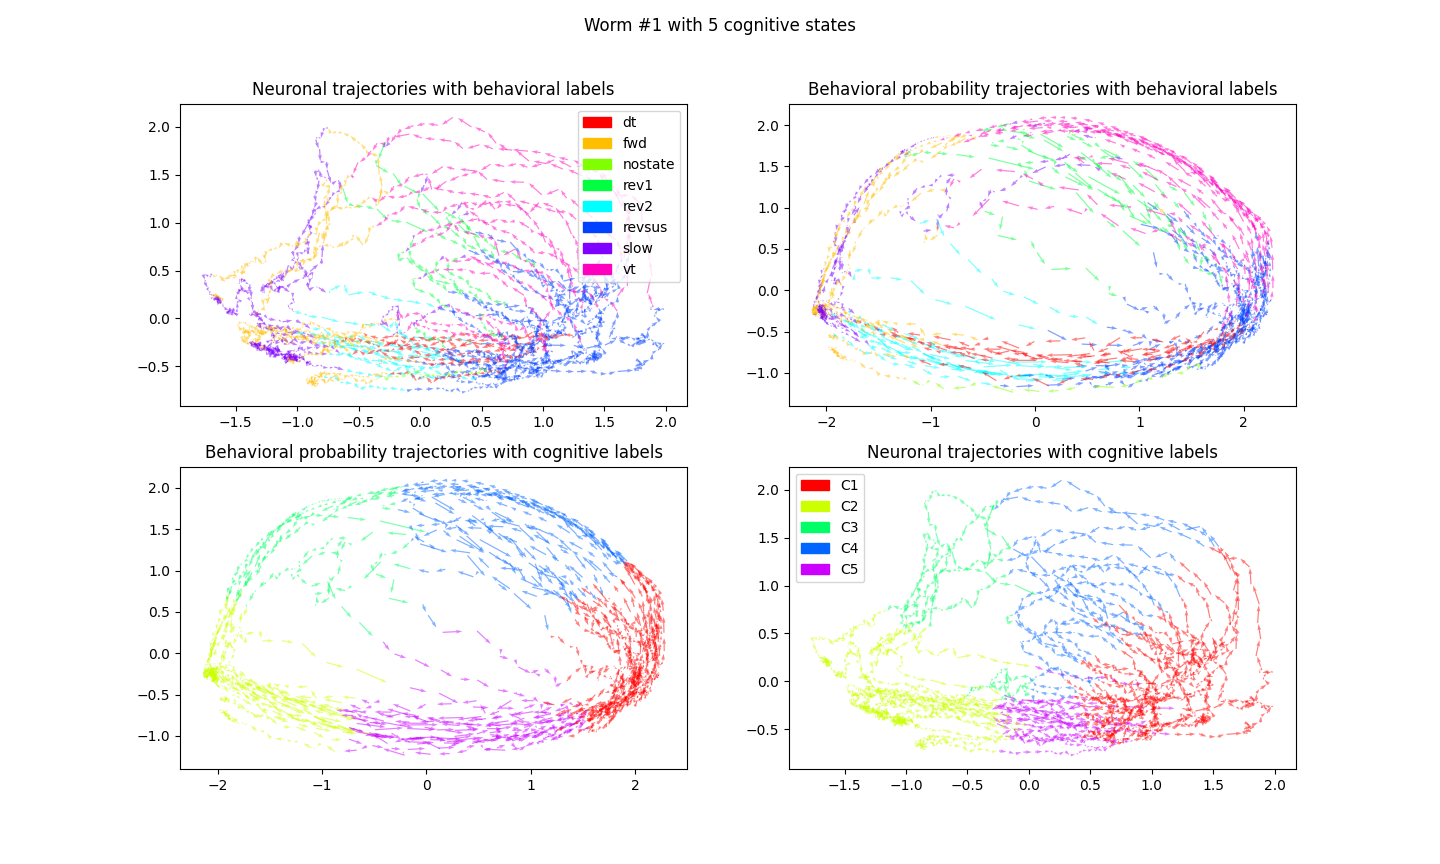 Worm #1 with 5 cognitive states
Neuronal trajectories with behavioral labels
2.0
1.5
1.0
0.5
0.0
−0.5
−1.5
−1.0
−0.5
0.0
0.5
1.0
1.5
2.0
dt
fwd
nostate
rev1
rev2
revsus
slow
vt
Behavioral probability trajectories with behavioral labels
2.0
1.5
1.0
0.5
0.0
−0.5
−1.0
−2
−1
0
1
2
Behavioral probability trajectories with cognitive labels
2.0
1.5
1.0
0.5
0.0
−0.5
−1.0
−2
−1
0
1
2
Neuronal trajectories with cognitive labels
2.0
1.5
1.0
0.5
0.0
−0.5
−1.5
−1.0
−0.5
0.0
0.5
1.0
1.5
2.0
C1
C2
C3
C4
C5